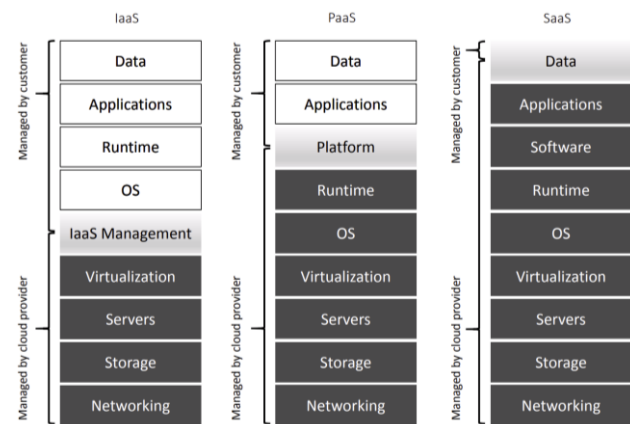 IaaS
Managed by customer
Data
Applications
Runtime
OS
IaaS Management
Managed by cloud provider
Virtualization
Servers
Storage
Networking
PaaS
Managed by customer
Data
Applications
Platform
Managed by cloud provider
Runtime
OS
Virtualization
Servers
Storage
Networking
SaaS
Managed by customer
Data
Managed by cloud provider
Applications
Software
Runtime
OS
Virtualization
Servers
Storage
Networking